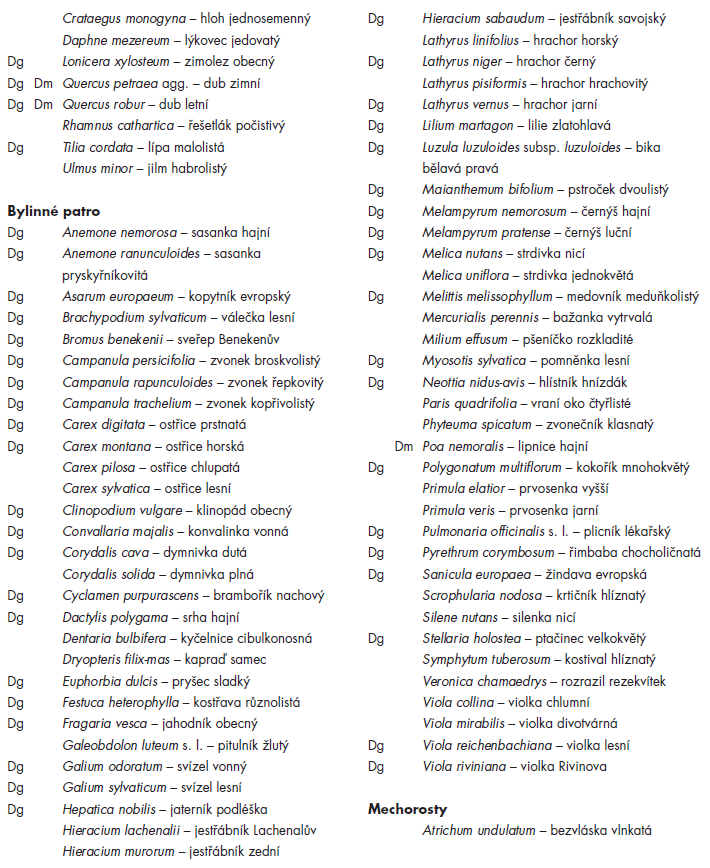 Crataegus monogyna – hloh jednosemenný
Daphne mezereum – lýkovec jedovatý
Dg Lonicera xylosteum – zimolez obecný
Dg Dm Quercus petraea agg. – dub zimní
Dg Dm Quercus robur – dub letní
Rhamnus cathartica – řešetlák počistivý
Dg Tilia cordata – lípa malolistá
Ulmus minor – jilm habrolistý
Bylinné patro
Dg Anemone nemorosa – sasanka hajní
Dg Anemone ranunculoides – sasanka
pryskyřníkovitá
Dg Asarum europaeum – kopytník evropský
Dg Brachypodium sylvaticum – válečka lesní
Dg Bromus benekenii – sveřep Benekenův
Dg Campanula persicifolia – zvonek broskvolistý
Dg Campanula rapunculoides – zvonek řepkovitý
Dg Campanula trachelium – zvonek kopřivolistý
Dg Carex digitata – ostřice prstnatá
Dg Carex montana – ostřice horská
Carex pilosa – ostřice chlupatá
Carex sylvatica – ostřice lesní
Dg Clinopodium vulgare – klinopád obecný
Dg Convallaria majalis – konvalinka vonná
Dg Corydalis cava – dymnivka dutá
Corydalis solida – dymnivka plná
Dg Cyclamen purpurascens – brambořík nachový
Dg Dactylis polygama – srha hajní
Dentaria bulbifera – kyčelnice cibulkonosná
Dryopteris filix-mas – kapraď samec
Dg Euphorbia dulcis – pryšec sladký
Dg Festuca heterophylla – kostřava různolistá
Dg Fragaria vesca – jahodník obecný
Galeobdolon luteum s. l. – pitulník žlutý
Dg Galium odoratum – svízel vonný
Dg Galium sylvaticum – svízel lesní
Dg Hepatica nobilis – jaterník podléška
Hieracium lachenalii – jestřábník Lachenalův
Hieracium murorum – jestřábník zední
Dg Hieracium sabaudum – jestřábník savojský
Lathyrus linifolius – hrachor horský
Dg Lathyrus niger – hrachor černý
Lathyrus pisiformis – hrachor hrachovitý
Dg Lathyrus vernus – hrachor jarní
Dg Lilium martagon – lilie zlatohlavá
Dg Luzula luzuloides subsp. luzuloides – bika
bělavá pravá
Dg Maianthemum bifolium – pstroček dvoulistý
Dg Melampyrum nemorosum – černýš hajní
Dg Melampyrum pratense – černýš luční
Dg Melica nutans – strdivka nicí
Melica uniflora – strdivka jednokvětá
Dg Melittis melissophyllum – medovník meduňkolistý
Mercurialis perennis – bažanka vytrvalá
Milium effusum – pšeníčko rozkladité
Dg Myosotis sylvatica – pomněnka lesní
Dg Neottia nidus-avis – hlístník hnízdák
Paris quadrifolia – vraní oko čtyřlisté
Phyteuma spicatum – zvonečník klasnatý
Dm Poa nemoralis – lipnice hajní
Dg Polygonatum multiflorum – kokořík mnohokvětý
Primula elatior – prvosenka vyšší
Primula veris – prvosenka jarní
Dg Pulmonaria officinalis s. l. – plicník lékařský
Dg Pyrethrum corymbosum – řimbaba chocholičnatá
Dg Sanicula europaea – žindava evropská
Scrophularia nodosa – krtičník hlíznatý
Silene nutans – silenka nicí
Dg Stellaria holostea – ptačinec velkokvětý
Symphytum tuberosum – kostival hlíznatý
Veronica chamaedrys – rozrazil rezekvítek
Viola collina – violka chlumní
Viola mirabilis – violka divotvárná
Dg Viola reichenbachiana – violka lesní
Dg Viola riviniana – violka Rivinova
Mechorosty
Atrichum undulatum – bezvláska vlnkatá